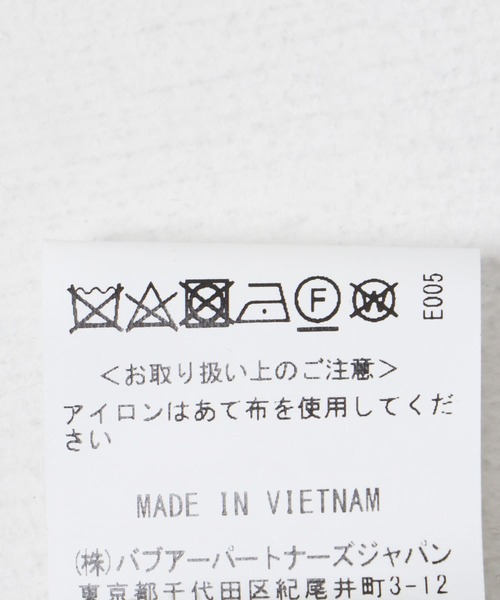 F W E005
<お取り扱い上のご注意>
アイロンはあて布を使用してくだ
さい
MADE IN VIETNAM
(株)バブアーパートナーズジャパン
東京都千代田区紀尾井町3-12